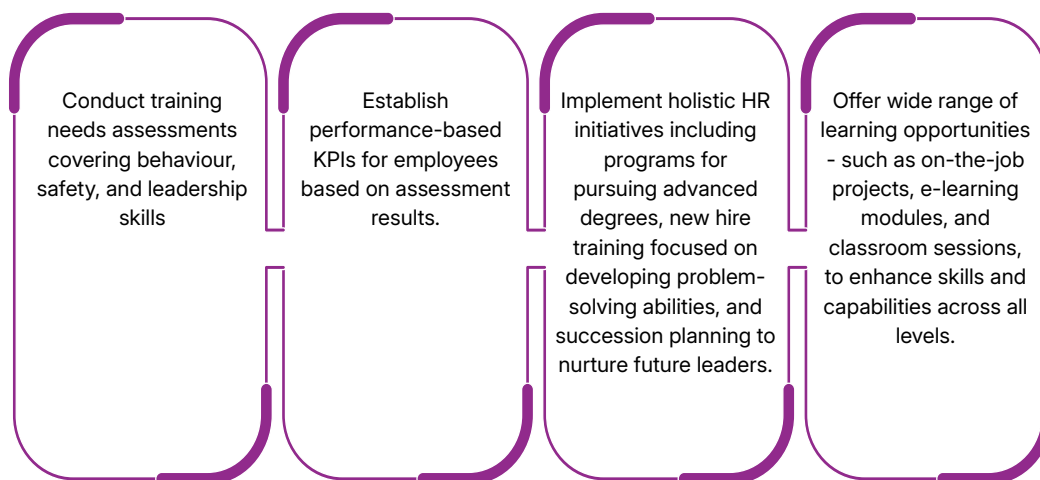 Conduct training
needs assessments
covering behaviour,
safety, and leadership
skills
Establish
performance-based
KPIs for employees
based on assessment
results.
Implement holistic HR
initiatives including
programs for
pursuing advanced
degrees, new hire
training focused on
developing problem-
solving abilities, and
succession planning to
nurture future leaders.
Offer wide range of
learning opportunities
- such as on-the-job
projects, e-learning
modules, and
classroom sessions,
to enhance skills and
capabilities across all
levels.